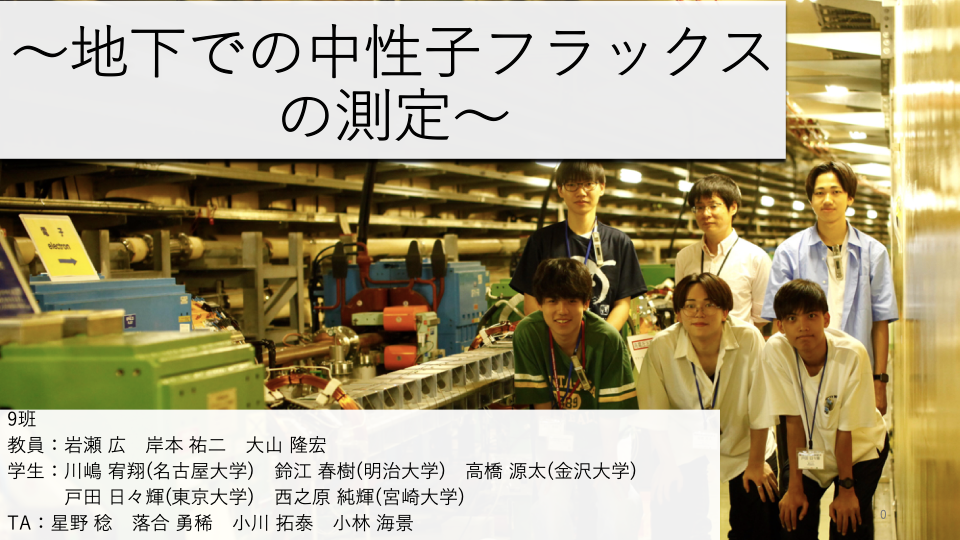 ～地下での中性子フラックス
の測定～
電子
electron
9班
教員：岩瀬 広　岸本 祐二　大山 隆宏
学生：川嶋 宥翔(名古屋大学)　鈴江 春樹(明治大学)　高橋 源太(金沢大学)
戸田 日々輝(東京大学)　西之原 純輝(宮崎大学)
TA：星野 稔　落合 勇稀　小川 拓泰　小林 海景
0